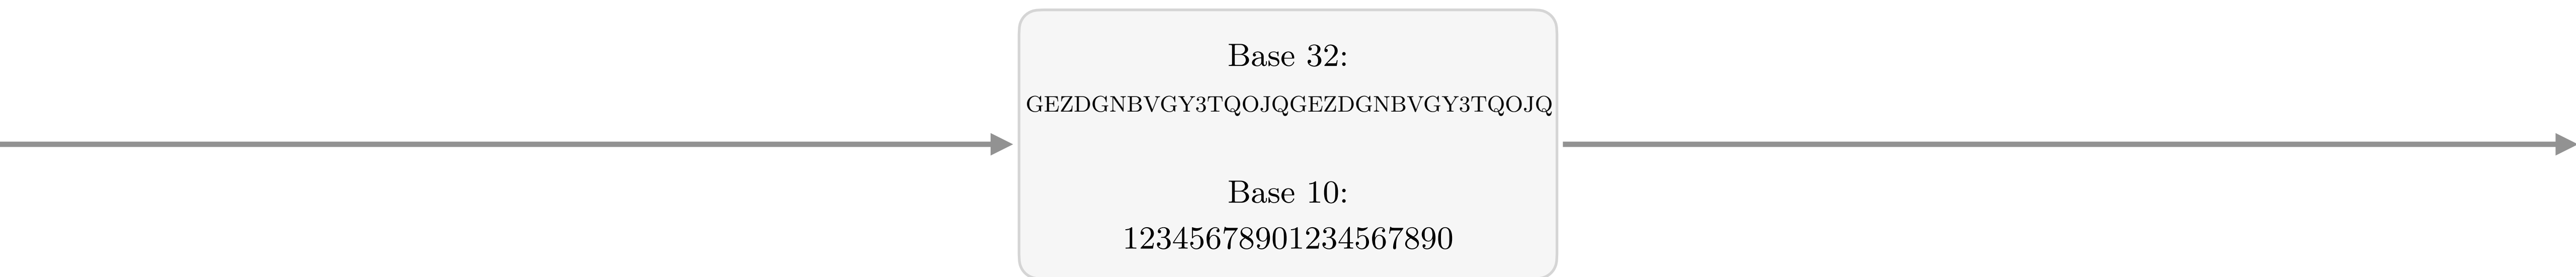 Base 32:
GEZDGNBVGY3TQOJQGEZDGNBVGY3TQOJQ
Base 10:
12345678901234567890